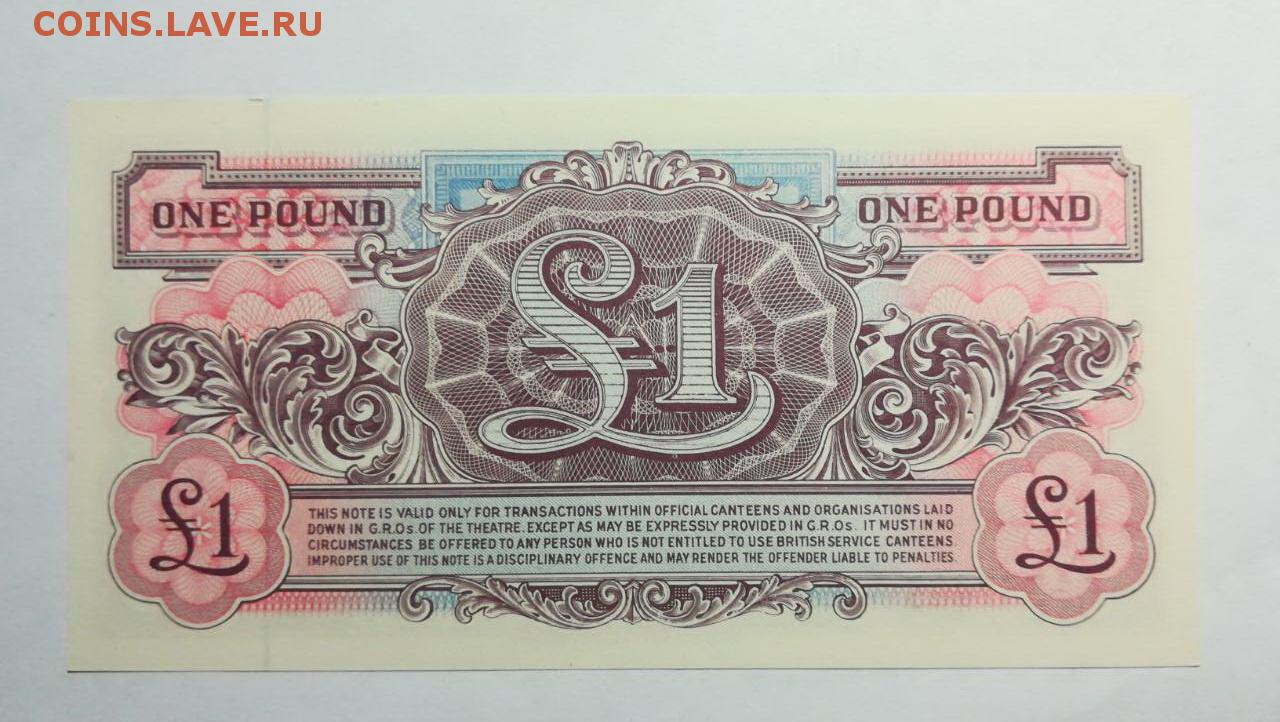 COINS.LAVE.RU
ONE POUND
ONE POUND
£1
£1
£1
THIS NOTE IS VALID ONLY FOR TRANSACTIONS WITHIN OFFICIAL CANTEENS AND ORGANISATIONS LAID
DOWN IN G.R.Os. OF THE THEATRE. EXCEPT AS MAY BE EXPRESSLY PROVIDED IN G.R.Os. IT MUST IN NO
CIRCUMSTANCES BE OFFERED TO ANY PERSON WHO IS NOT ENTITLED TO USE BRITISH SERVICE CANTEENS.
IMPROPER USE OF THIS NOTE IS A DISCIPLINARY OFFENCE AND MAY RENDER THE OFFENDER LIABLE TO PENALTIES.